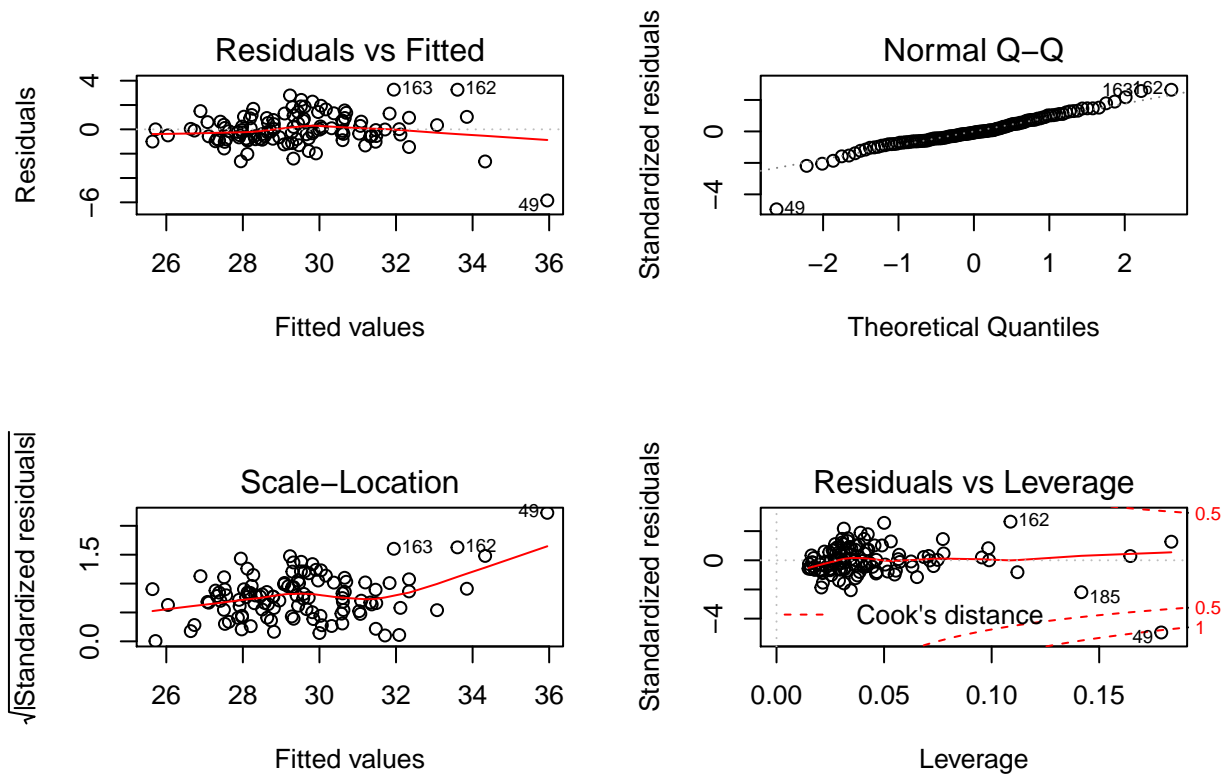 Residuals vs Fitted
Residuals
4
0
−6
163
162
49
26 28 30 32 34 36
Fitted values
Normal Q−Q
Standardized residuals
0
−4
163
162
49
−2 −1 0 1 2
Theoretical Quantiles
Scale−Location
√|Standardized residuals|
1.5
0.0
49
163
162
26 28 30 32 34 36
Fitted values
Residuals vs Leverage
Standardized residuals
0
−4
162
185
49
Cook's distance
0.5
0.5
1
0.00 0.05 0.10 0.15
Leverage